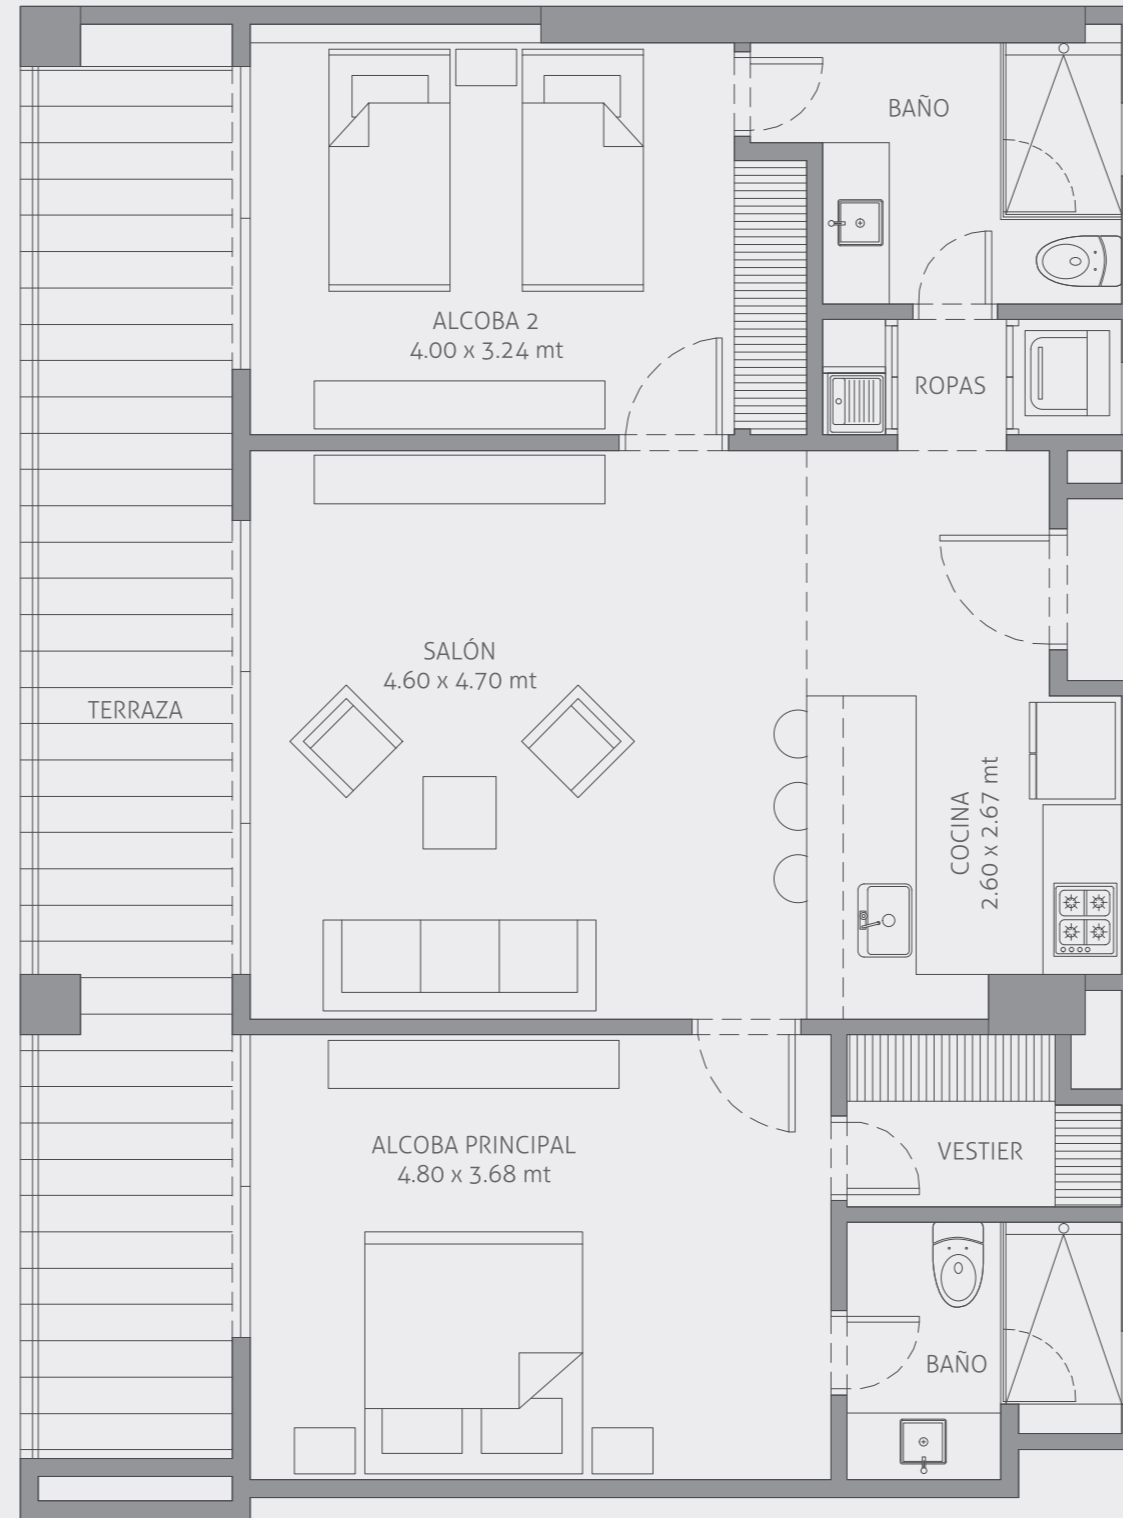 BAÑO
ALCOBA 2
4.00 x 3.24 mt
ROPAS
SALÓN
4.60 x 4.70 mt
TERRAZA
COCINA
2.60 x 2.67 mt
ALCOBA PRINCIPAL
4.80 x 3.68 mt
VESTIER
BAÑO